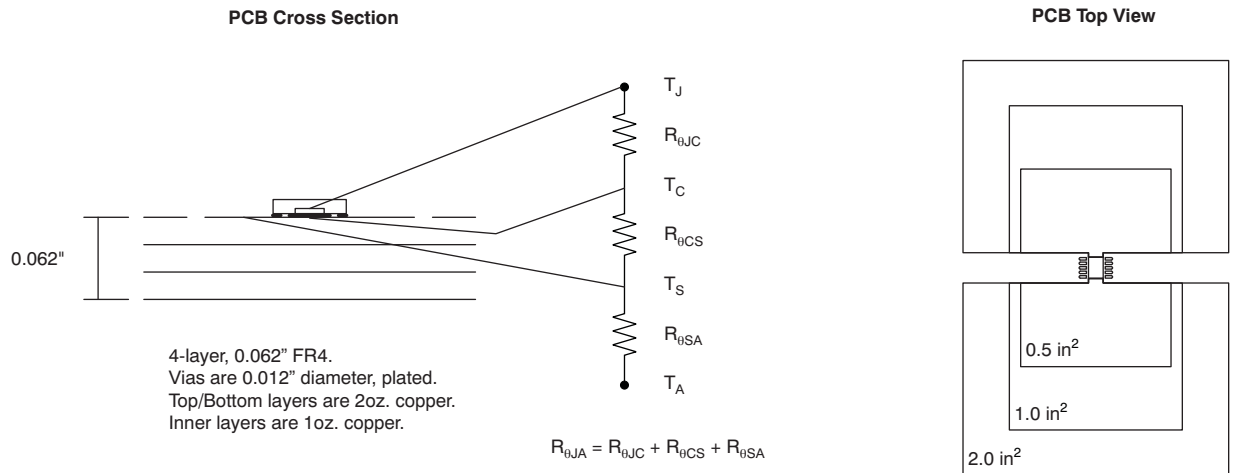 PCB Cross Section
PCB Top View
T_J
R_θJC
T_C
R_θCS
T_S
R_θSA
T_A
0.062"
4-layer, 0.062” FR4.
Vias are 0.012” diameter, plated.
Top/Bottom layers are 2oz. copper.
Inner layers are 1oz. copper.
R_θJA = R_θJC + R_θCS + R_θSA
0.5 in²
1.0 in²
2.0 in²